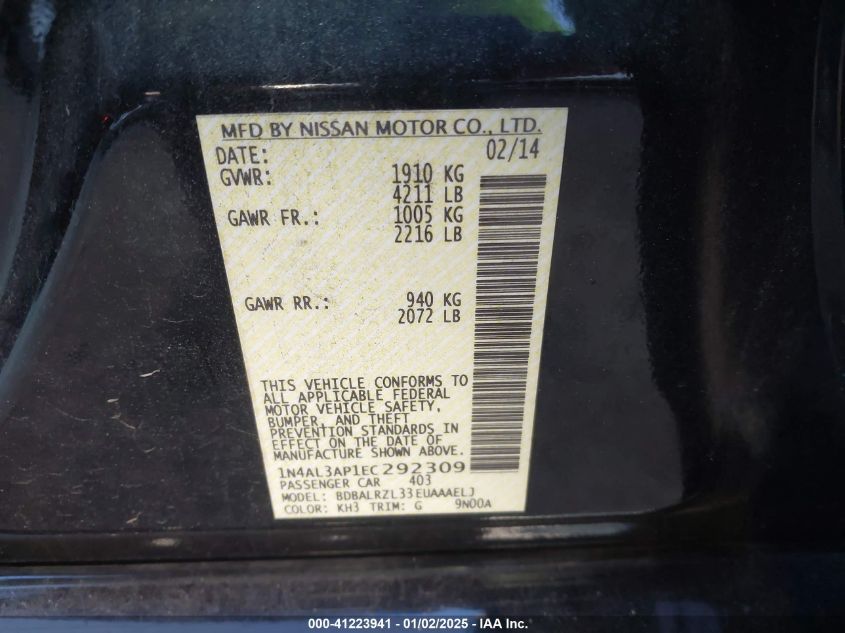 MFD BY NISSAN MOTOR CO., LTD.
DATE: 02/14
GVWR: 1910 KG
4211 LB
GAWR FR.: 1005 KG
2216 LB
GAWR RR.: 940 KG
2072 LB
THIS VEHICLE CONFORMS TO
ALL APPLICABLE FEDERAL
MOTOR VEHICLE SAFETY,
BUMPER, AND THEFT
PREVENTION STANDARDS IN
EFFECT ON THE DATE OF
MANUFACTURE SHOWN ABOVE.
1N4AL3AP1EC292309
PASSENGER CAR 403
MODEL: BDBALRZL33EUAAAELJ
COLOR: KH3 TRIM: G 9N00A
000-41223941 - 01/02/2025 - IAA Inc.